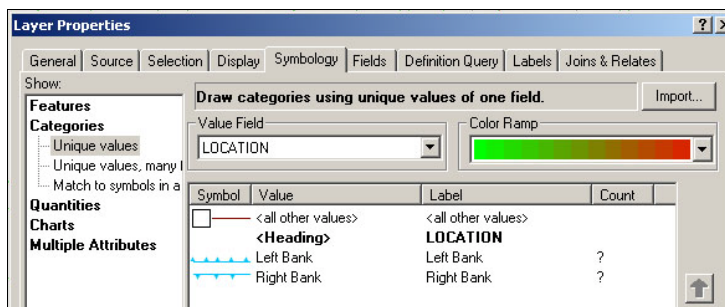 Layer Properties
General Source Selection Display Symbology Fields Definition Query Labels Joins & Relates
Show:
Features
Categories
Unique values
Unique values, many
Match to symbols in a
Quantities
Charts
Multiple Attributes
Draw categories using unique values of one field.
Import...
Value Field
LOCATION
Color Ramp
Symbol Value Label Count
<all other values> <all other values>
<Heading> LOCATION
Left Bank Left Bank ?
Right Bank Right Bank ?